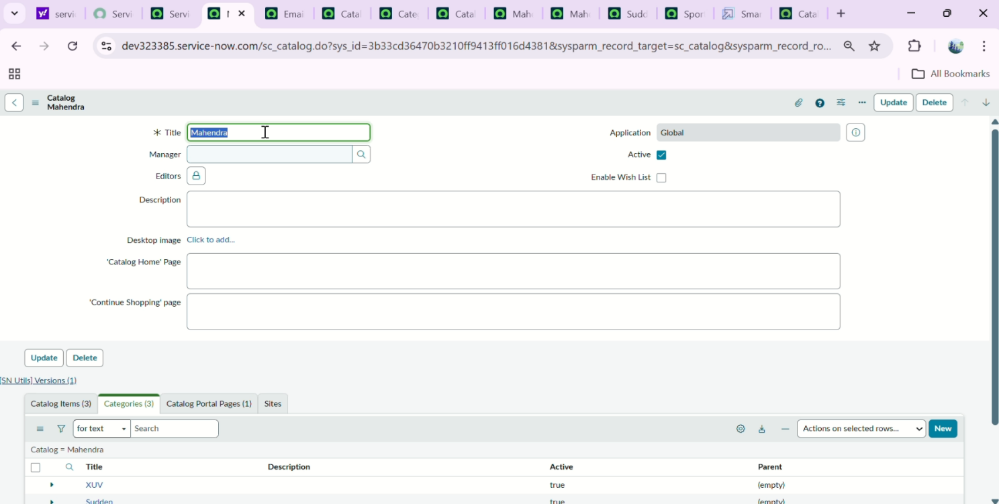 servi
Servi
Servi
Emai
Catal
Cate
Catal
Mah
Mah
Sudd
Spor
Smar
Catal
dev323385.service-now.com/sc_catalog.do?sys_id=3b33cd36470b3210ff9413ff016d4381&sysparm_record_target=sc_catalog&sysparm_record_ro...
All Bookmarks
Catalog
Mahendra
Update
Delete
* Title
Mahendra
Application
Global
Manager
Active
Editors
Enable Wish List
Description
Desktop image
Click to add...
'Catalog Home' Page
'Continue Shopping' page
Update
Delete
[SN Utils] Versions (1)
Catalog Items (3)
Categories (3)
Catalog Portal Pages (1)
Sites
for text
Search
Actions on selected rows...
New
Catalog = Mahendra
Title
Description
Active
Parent
XUV
true
(empty)
Sudden
true
(empty)